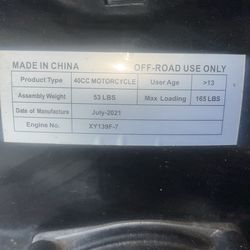 MADE IN CHINA OFF-ROAD USE ONLY
Product Type 40CC MOTORCYCLE User Age >13
Assembly Weight 53 LBS Max Loading 165 LBS
Date of Manufacture July-2021
Engine No. XY139F-7